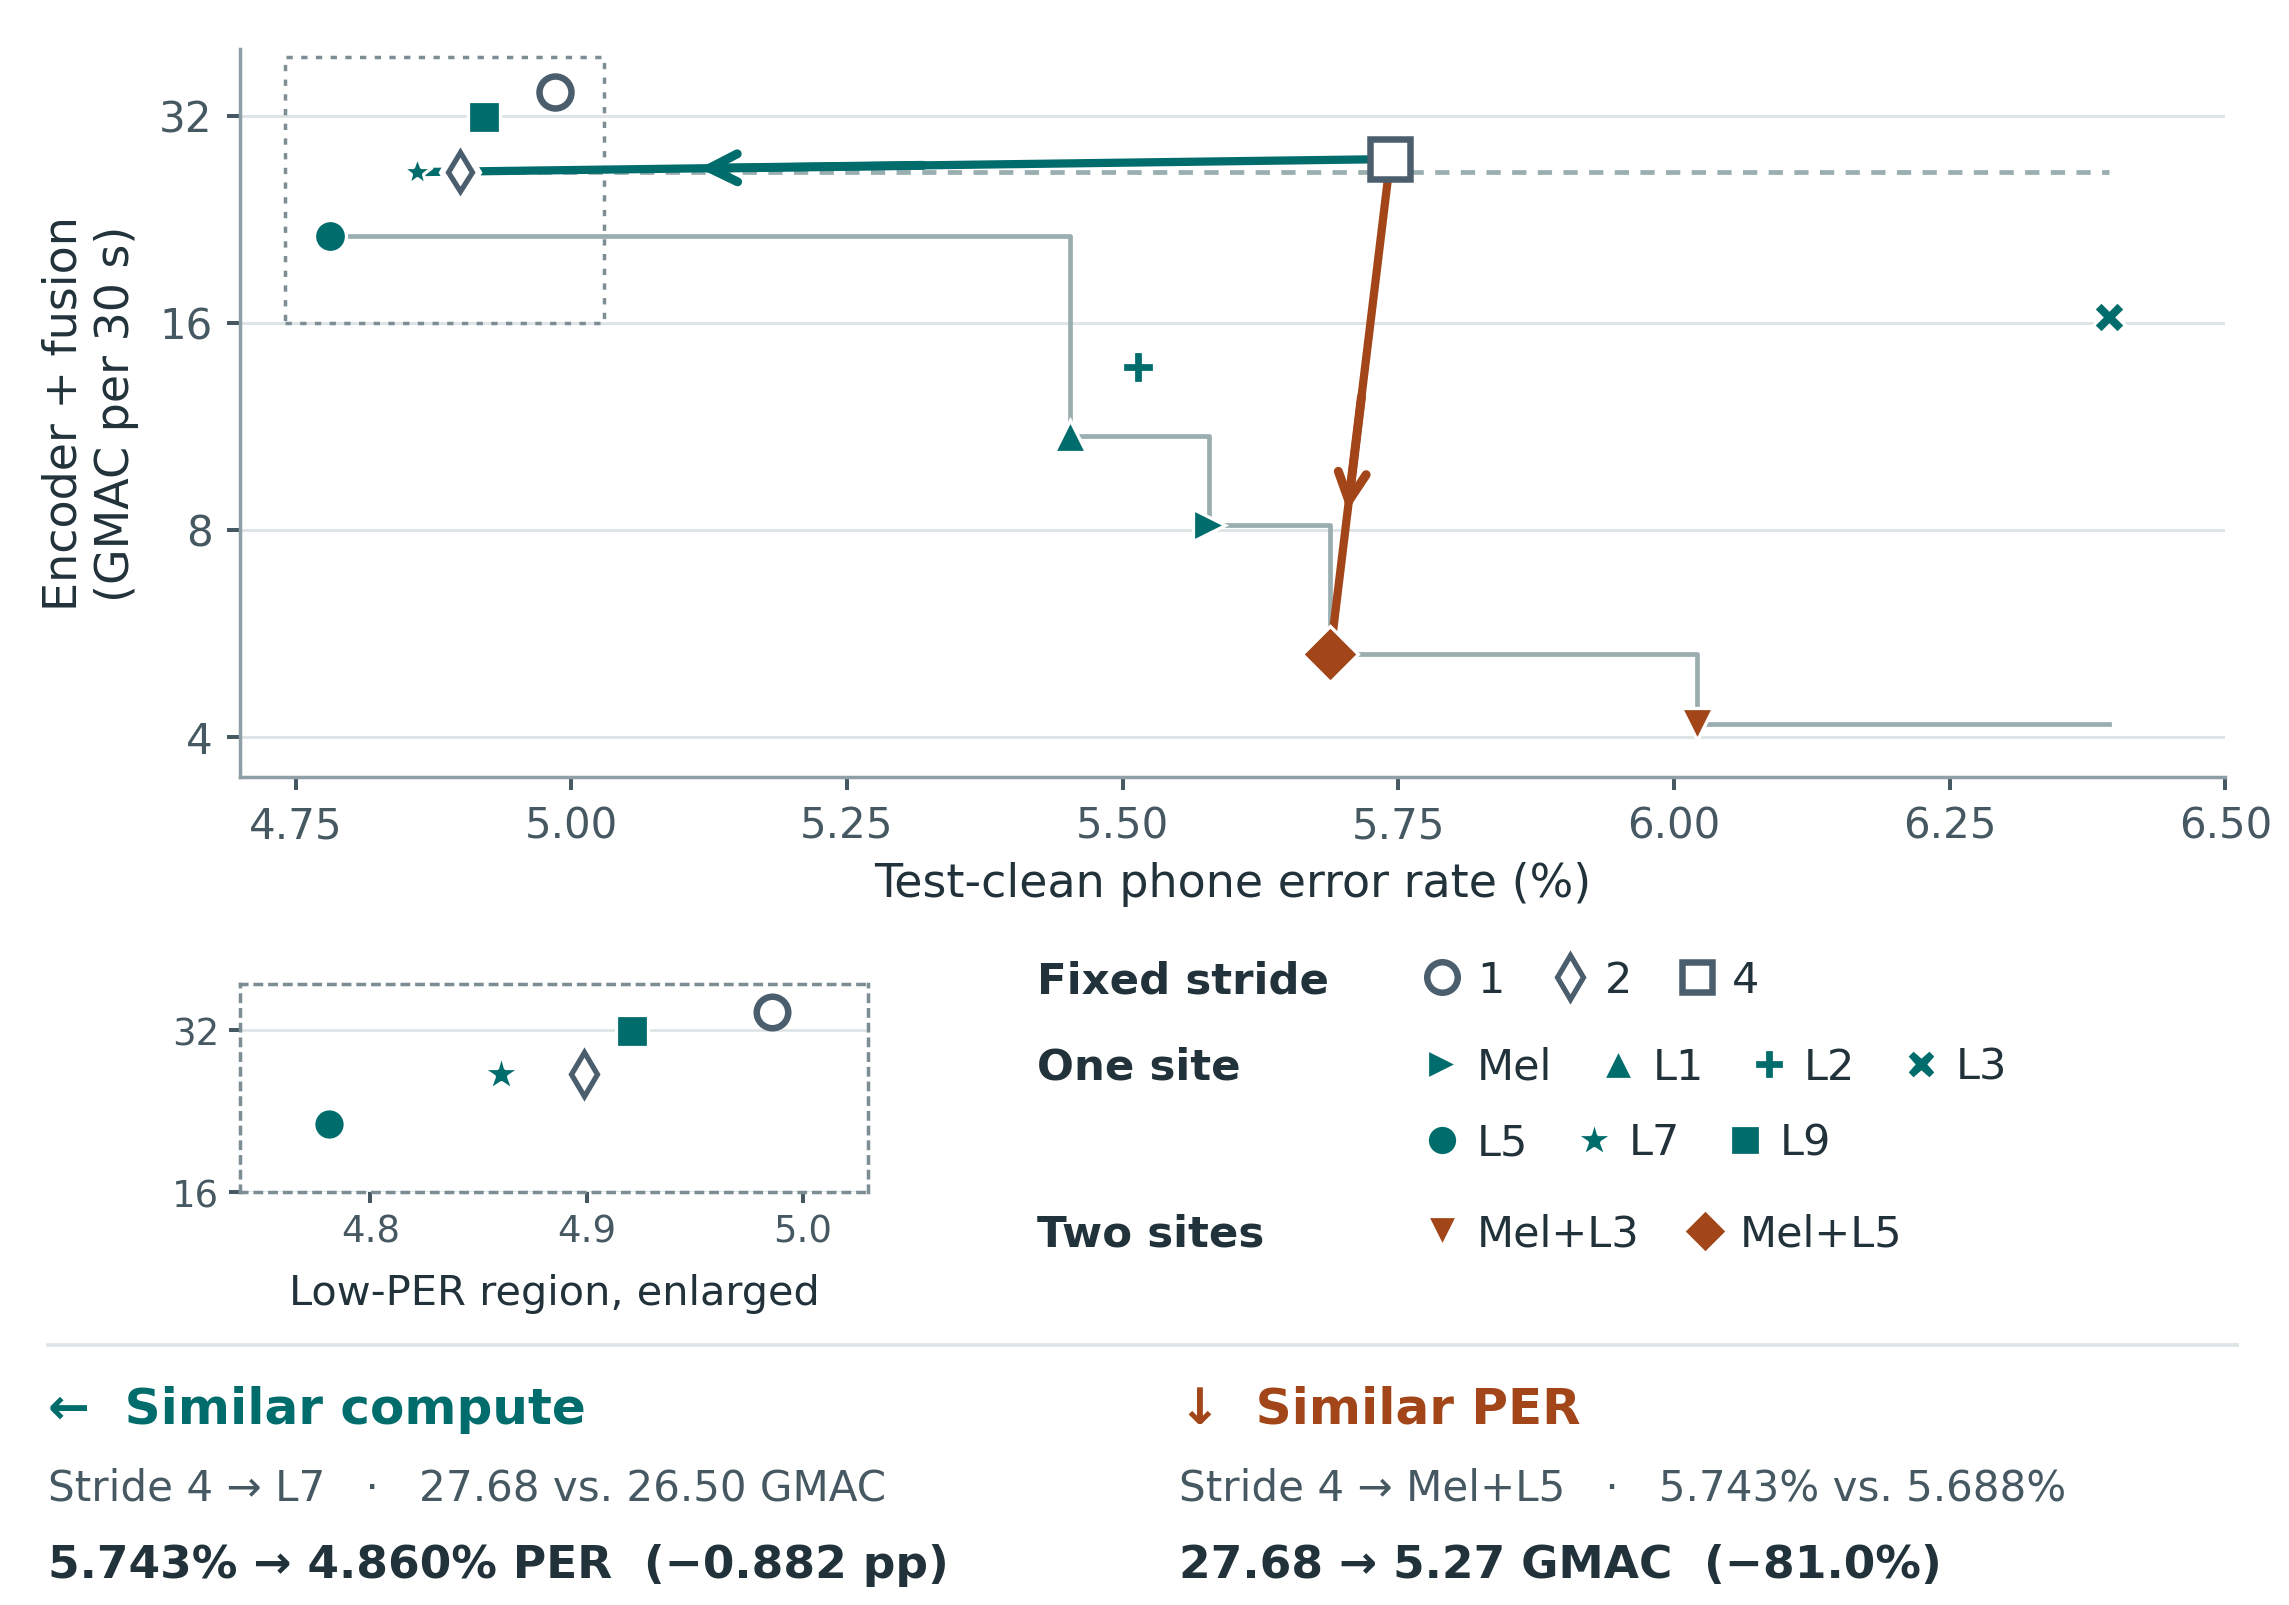 Encoder + fusion
(GMAC per 30 s)
32
16
8
4
4.75 5.00 5.25 5.50 5.75 6.00 6.25 6.50
Test-clean phone error rate (%)
32
16
4.8 4.9 5.0
Low-PER region, enlarged
Fixed stride 1 2 4
One site Mel L1 L2 L3
L5 L7 L9
Two sites Mel+L3 Mel+L5
← Similar compute
Stride 4 → L7 · 27.68 vs. 26.50 GMAC
5.743% → 4.860% PER (−0.882 pp)
↓ Similar PER
Stride 4 → Mel+L5 · 5.743% vs. 5.688%
27.68 → 5.27 GMAC (−81.0%)